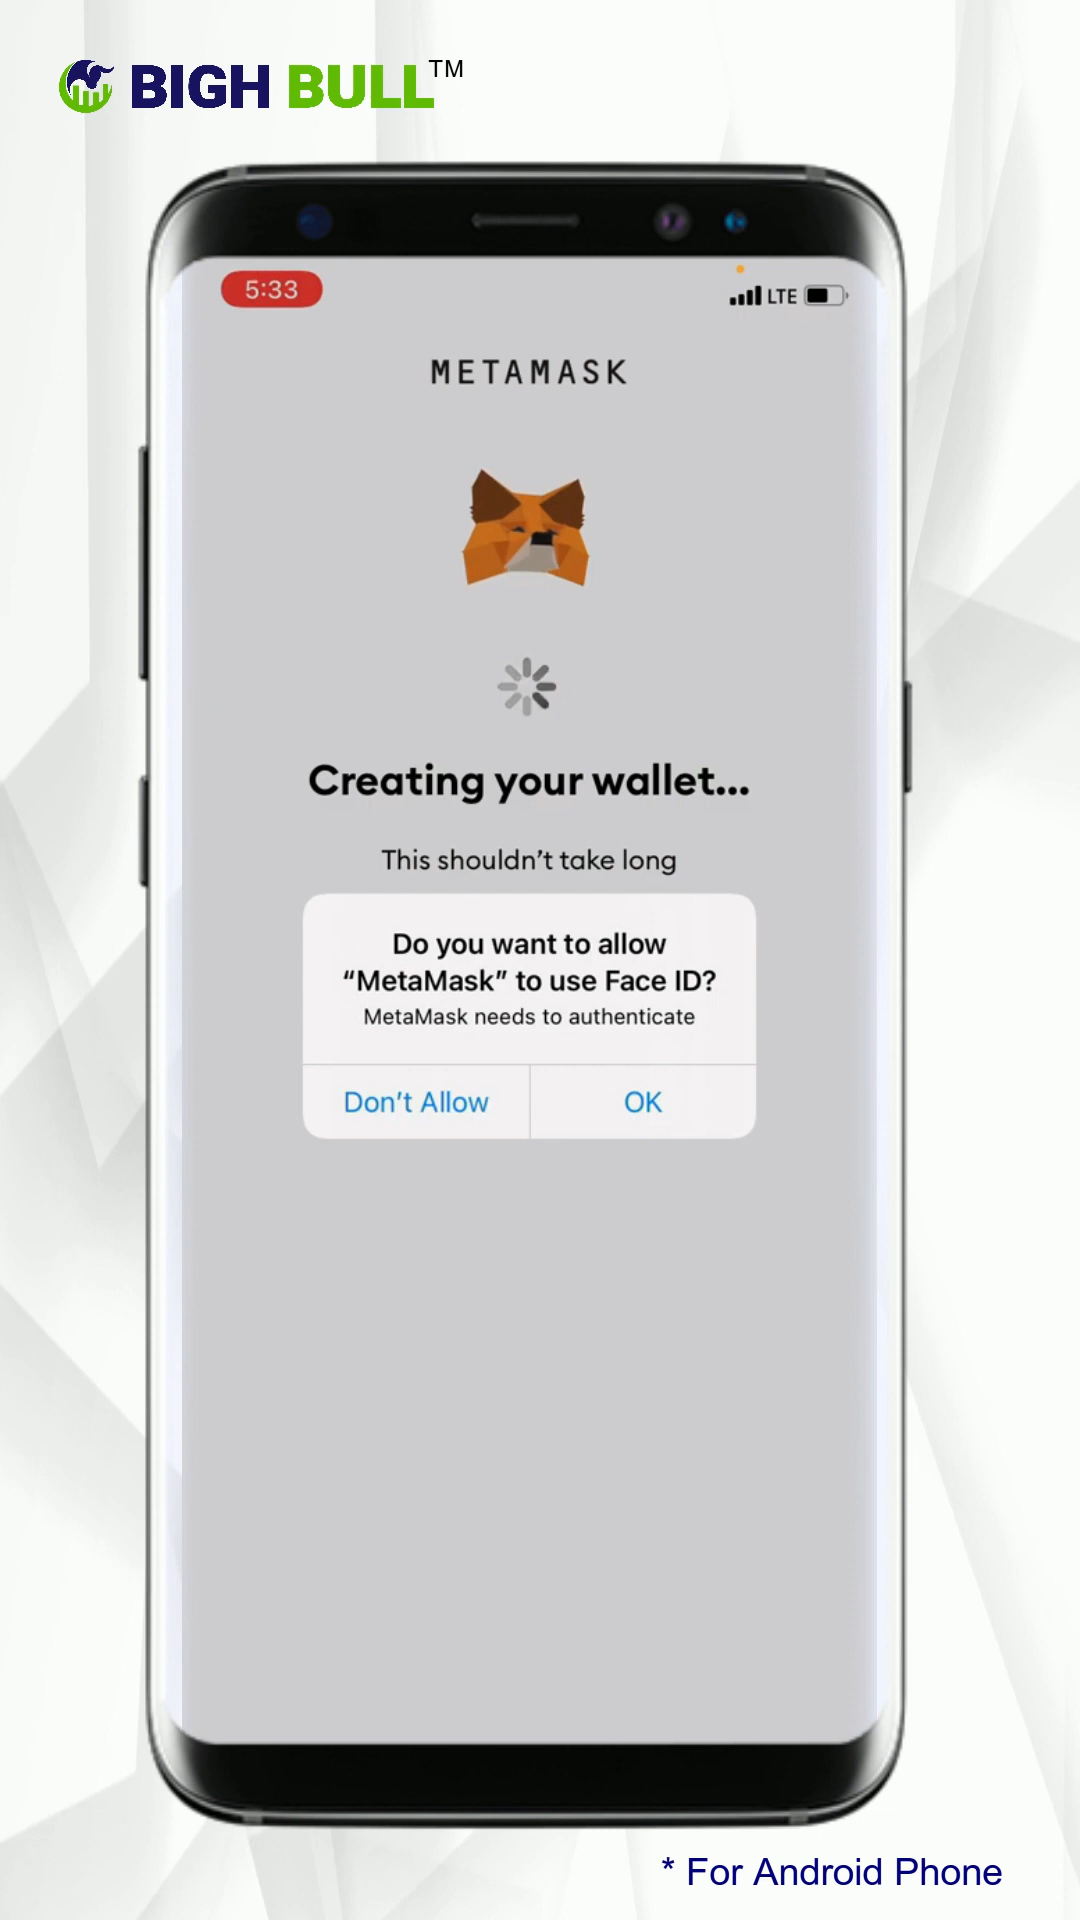 BIGH BULL™
5:33
LTE
METAMASK
Creating your wallet...
This shouldn’t take long
Do you want to allow
“MetaMask” to use Face ID?
MetaMask needs to authenticate
Don’t Allow
OK
* For Android Phone